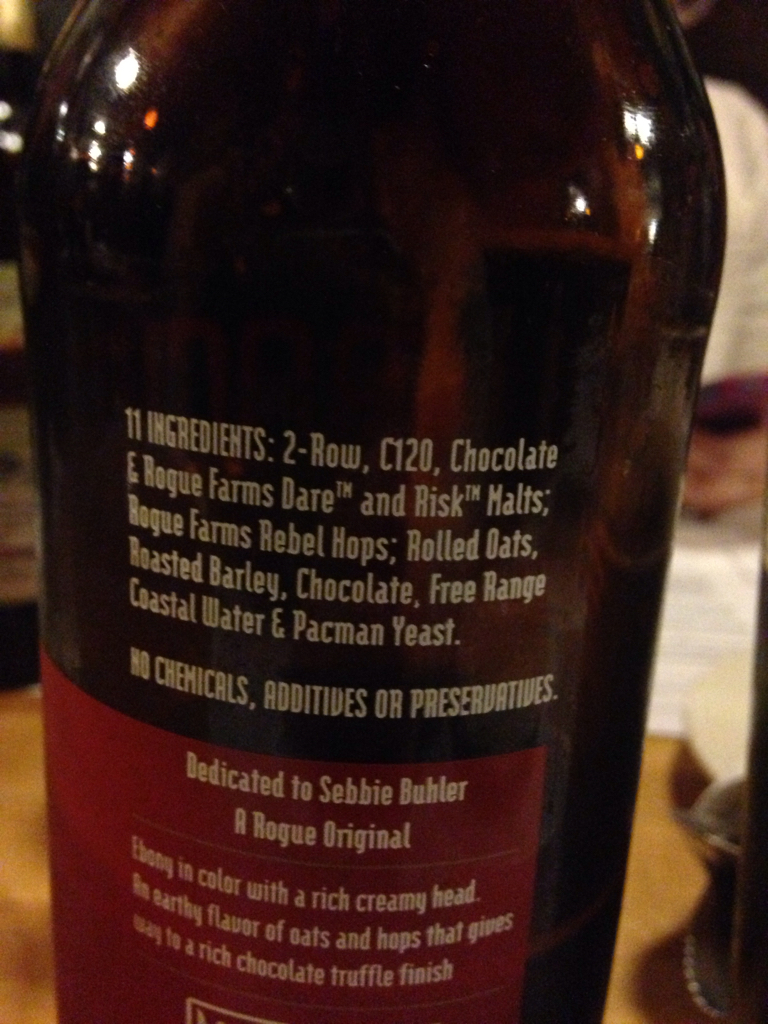 11 INGREDIENTS: 2-Row, C120, Chocolate
& Rogue Farms Dare™ and Risk™ Malts;
Rogue Farms Rebel Hops; Rolled Oats,
Roasted Barley, Chocolate, Free Range
Coastal Water & Pacman Yeast.
NO CHEMICALS, ADDITIVES OR PRESERVATIVES.
Dedicated to Sebbie Buhler
A Rogue Original
Ebony in color with a rich creamy head.
An earthy flavor of oats and hops that gives
way to a rich chocolate truffle finish